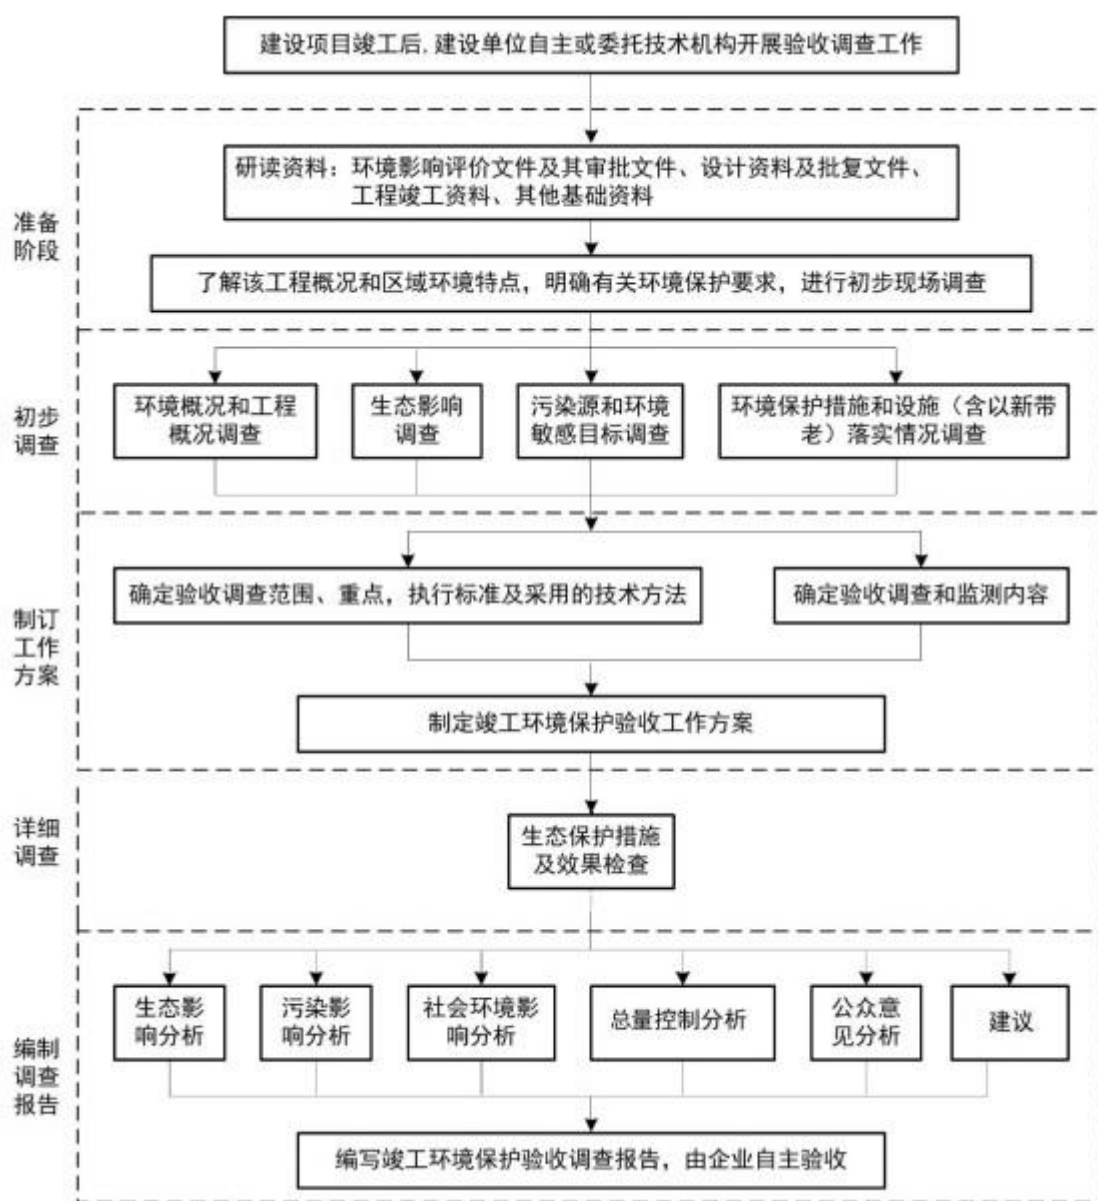 建设项目竣工后,建设单位自主或委托技术机构开展验收调查工作
准备
阶段
研读资料：环境影响评价文件及其审批文件、设计资料及批复文件、
工程竣工资料、其他基础资料
了解该工程概况和区域环境特点，明确有关环境保护要求，进行初步现场调查
初步
调查
环境概况和工程
概况调查
生态影响
调查
污染源和环境
敏感目标调查
环境保护措施和设施（含以新带
老）落实情况调查
制订
工作
方案
确定验收调查范围、重点，执行标准及采用的技术方法
确定验收调查和监测内容
制定竣工环境保护验收工作方案
详细
调查
生态保护措施
及效果检查
编制
调查
报告
生态影
响分析
污染影
响分析
社会环境影
响分析
总量控制分析
公众意
见分析
建议
编写竣工环境保护验收调查报告，由企业自主验收